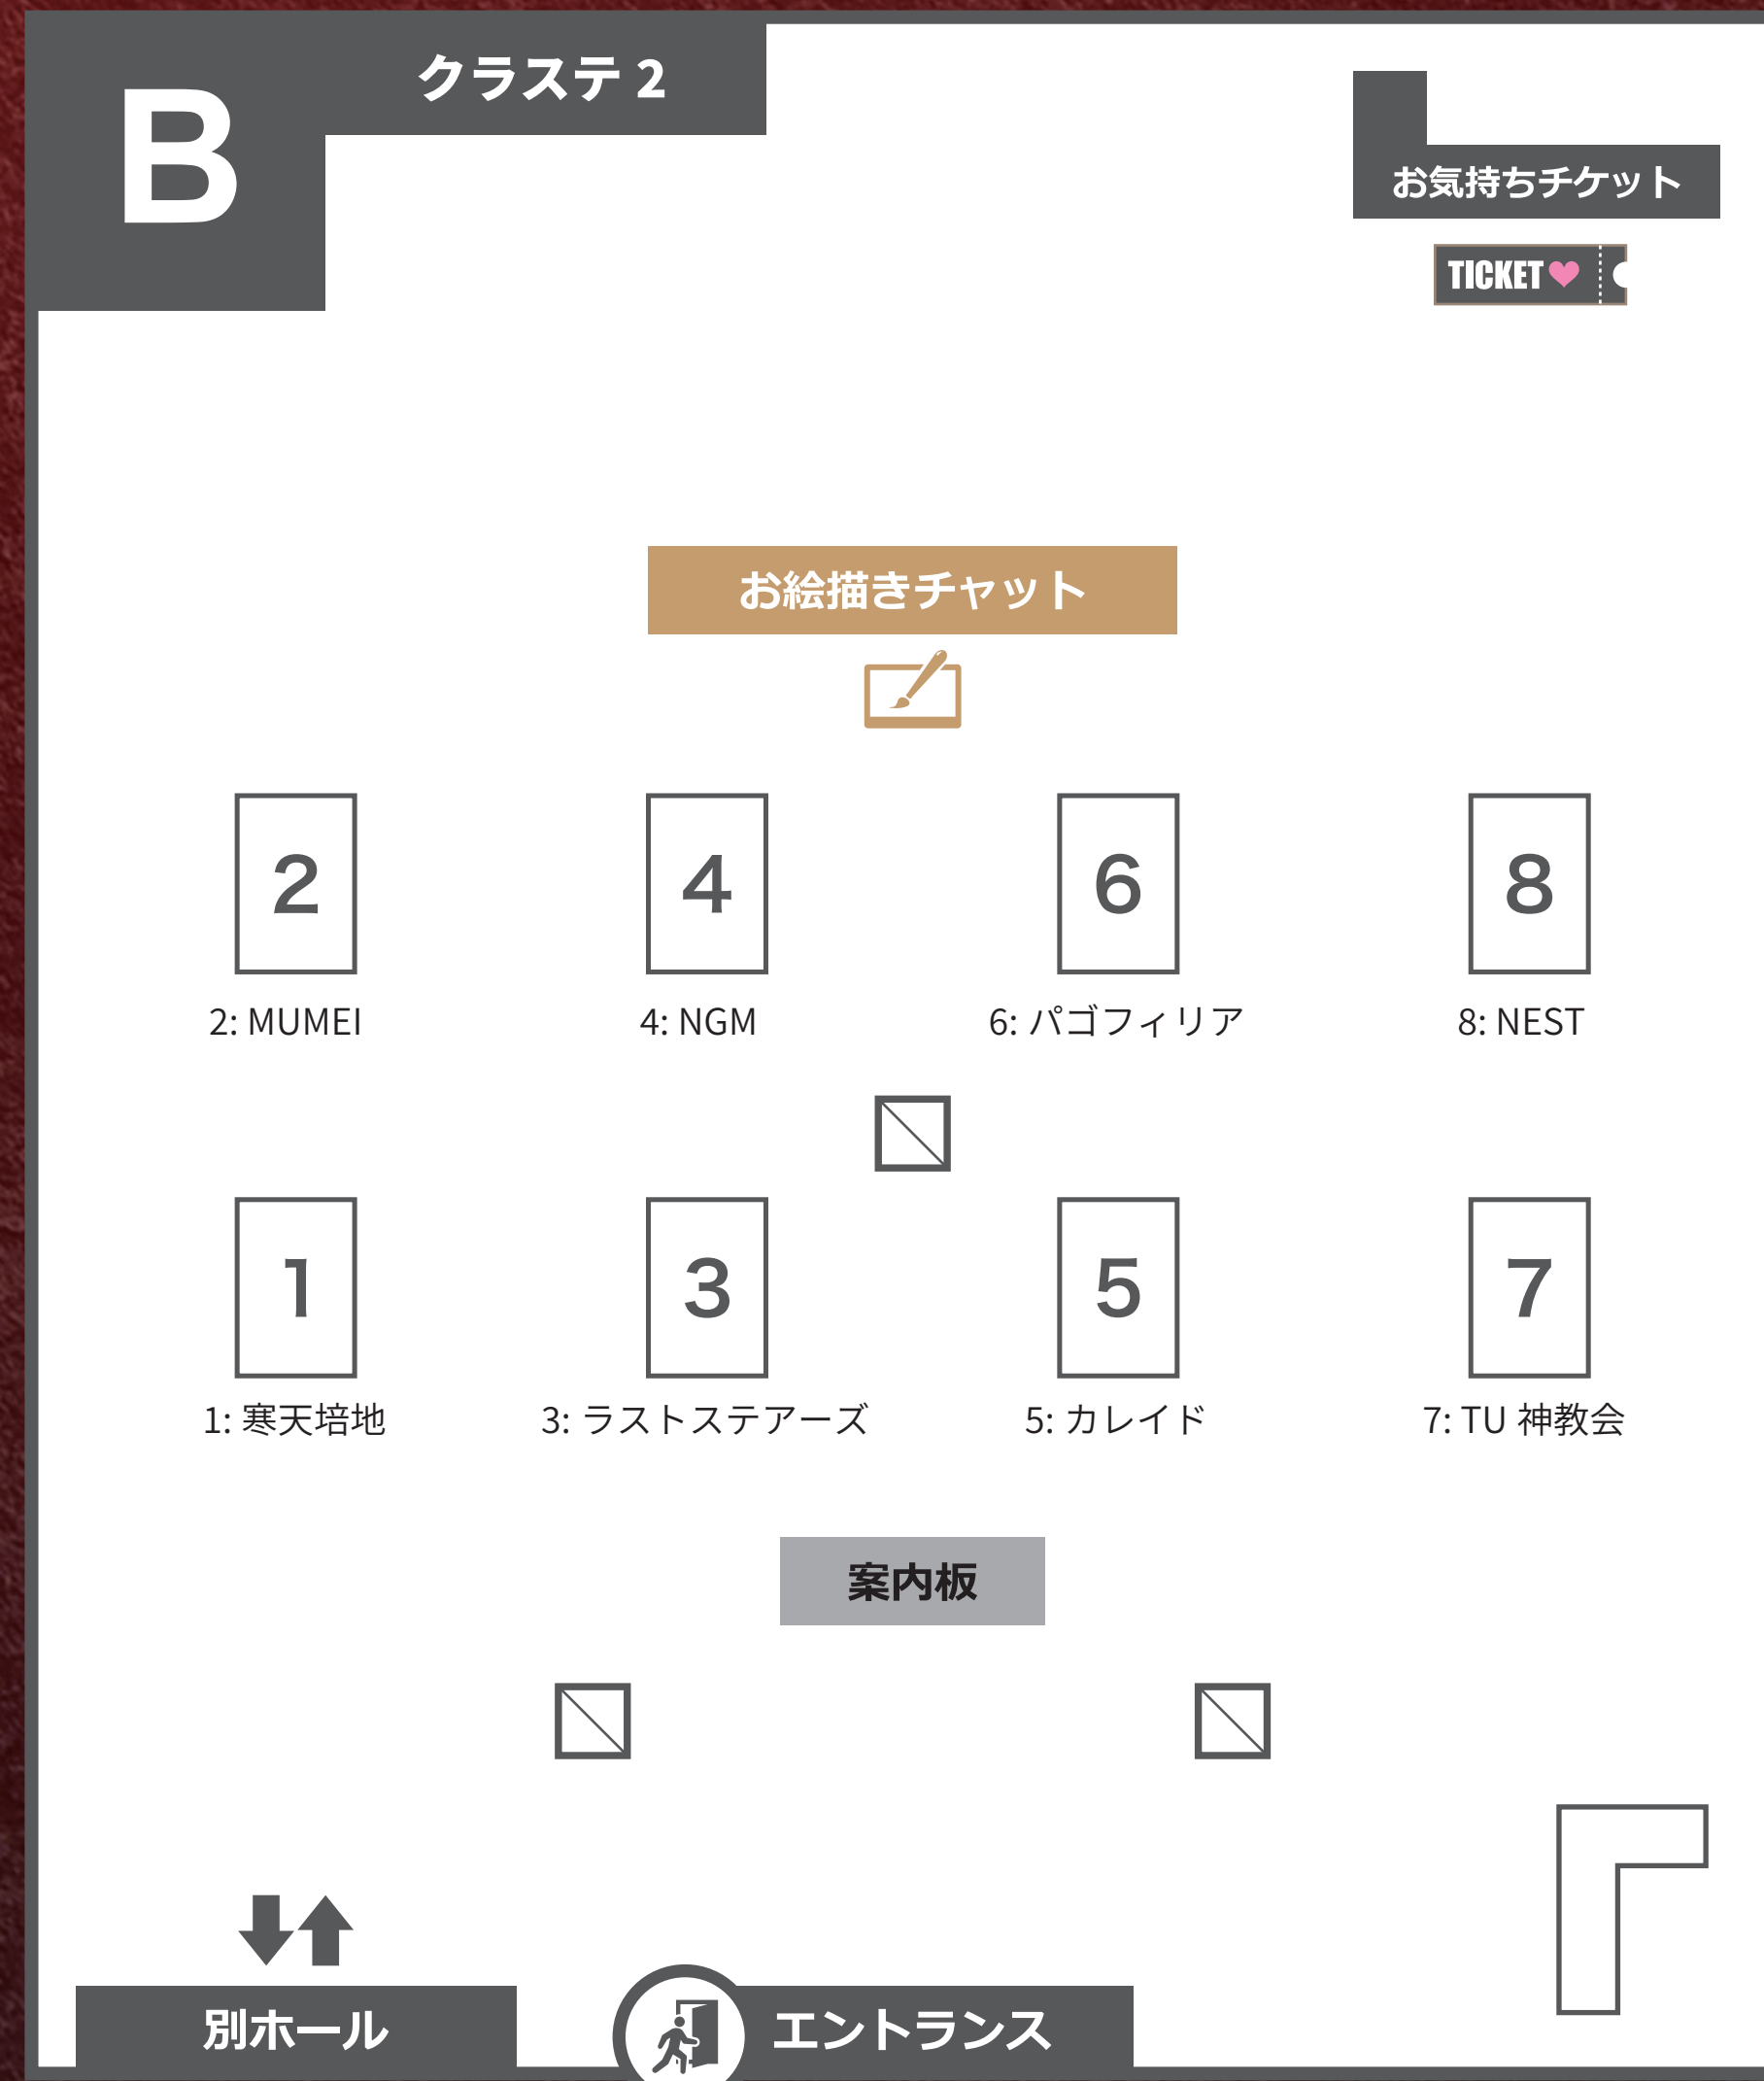 B
クラステ 2
お気持ちチケット
TICKET
お絵描きチャット
2
4
6
8
2: MUMEI
4: NGM
6: パゴフィリア
8: NEST
1
3
5
7
1: 寒天培地
3: ラストステアーズ
5: カレイド
7: TU 神教会
案内板
別ホール
エントランス